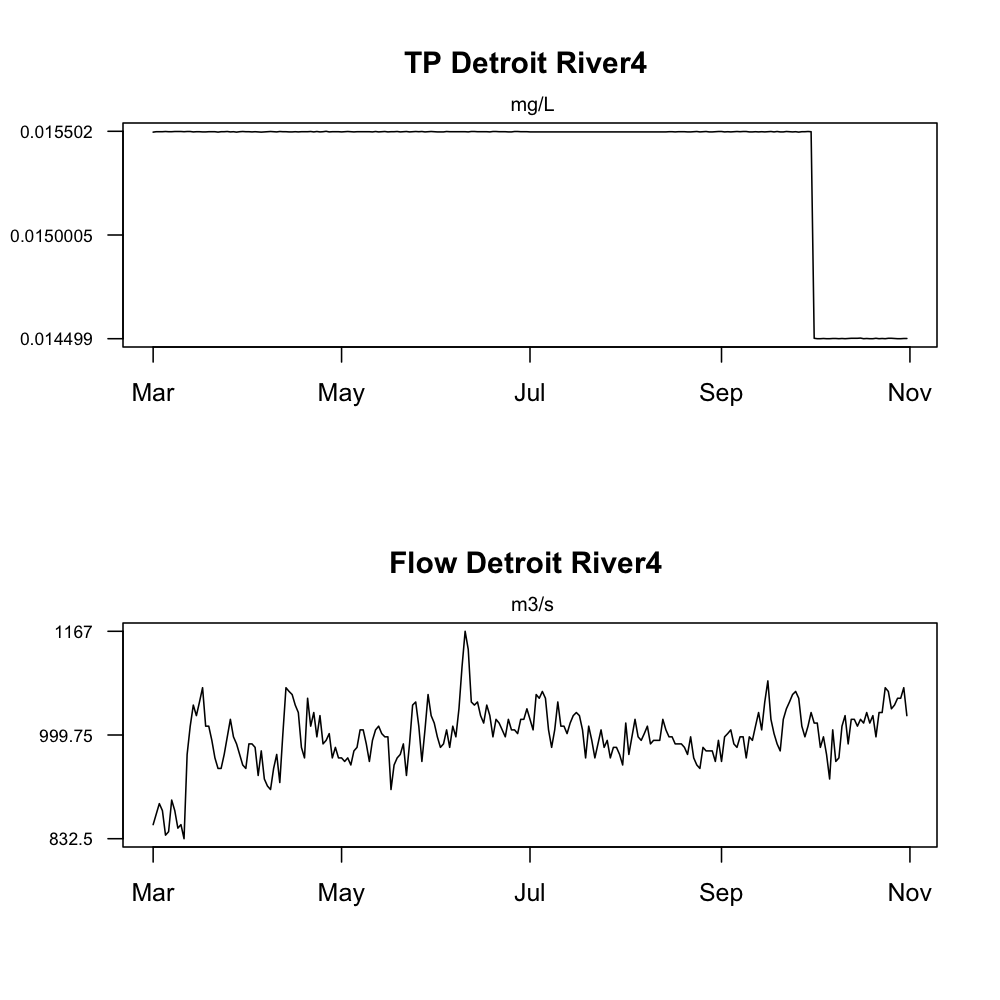 TP Detroit River4
mg/L
0.015502
0.0150005
0.014499
Mar May Jul Sep Nov
Flow Detroit River4
m3/s
1167
999.75
832.5
Mar May Jul Sep Nov